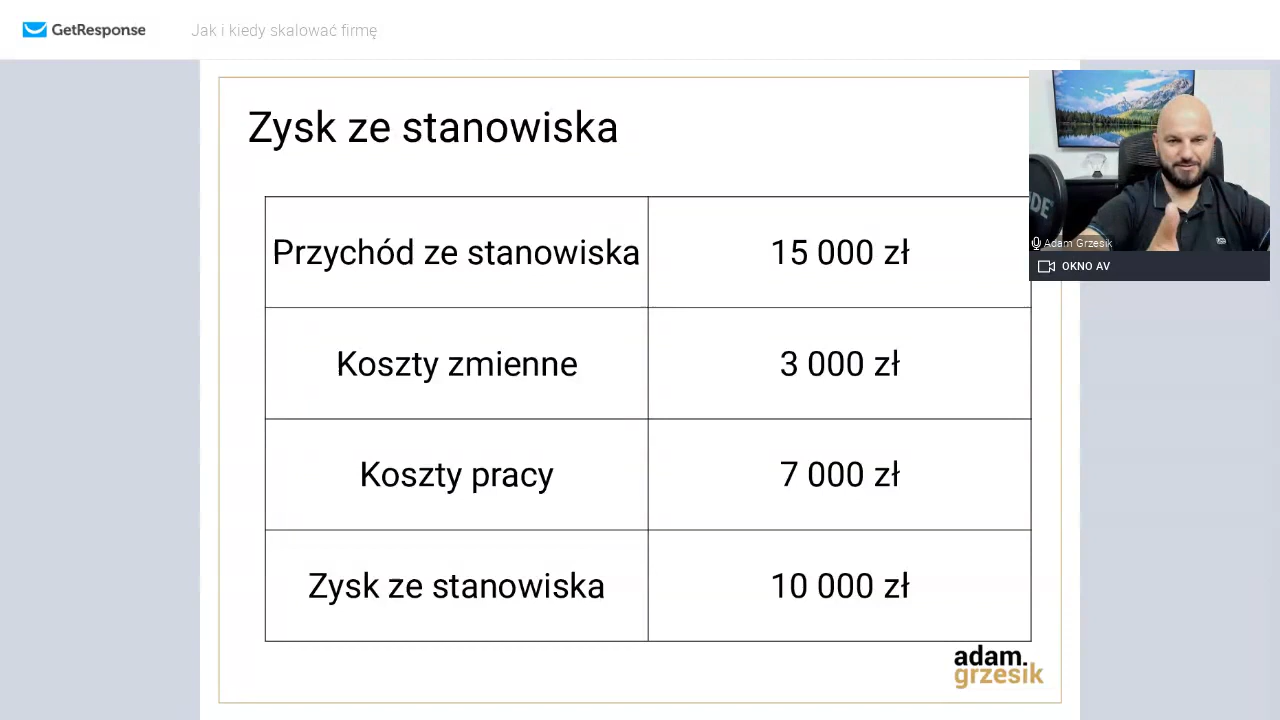 GetResponse
Jak i kiedy skalować firmę
Zysk ze stanowiska
Przychód ze stanowiska 15 000 zł
Koszty zmienne 3 000 zł
Koszty pracy 7 000 zł
Zysk ze stanowiska 10 000 zł
adam.
grzesik
Adam Grzesik
OKNO AV